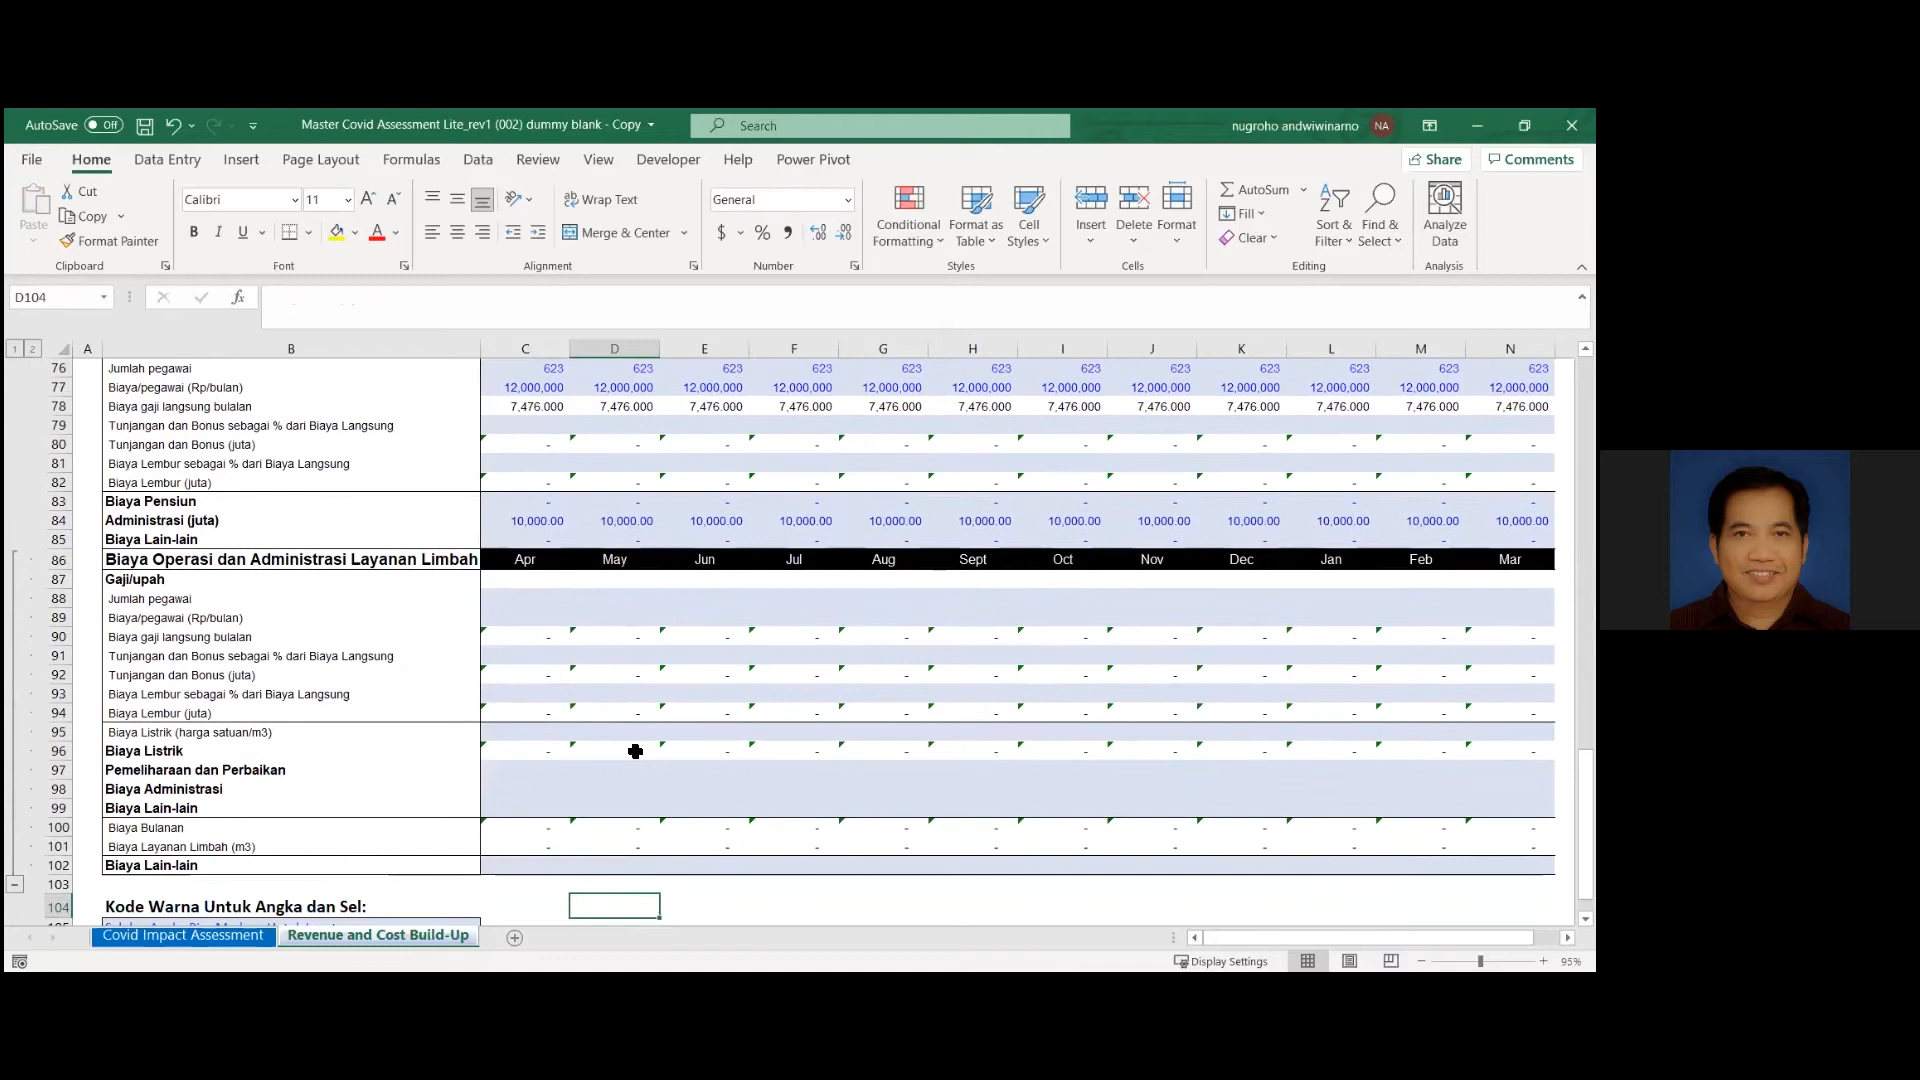 AutoSave Off Master Covid Assessment Lite_rev1 (002) dummy blank - Copy Search nugroho andwiwinarno NA
File Home Data Entry Insert Page Layout Formulas Data Review View Developer Help Power Pivot Share Comments
Paste Cut Copy Format Painter Clipboard
Calibri 11 B I U A Font
Wrap Text Merge & Center Alignment
General $ % Number
Conditional Formatting Format as Table Cell Styles Styles
Insert Delete Format Cells
AutoSum Fill Clear Sort & Filter Find & Select Editing
Analyze Data Analysis
D104 fx
1 2 A B C D E F G H I J K L M N
76 Jumlah pegawai 623 623 623 623 623 623 623 623 623 623 623 623
77 Biaya/pegawai (Rp/bulan) 12,000,000 12,000,000 12,000,000 12,000,000 12,000,000 12,000,000 12,000,000 12,000,000 12,000,000 12,000,000 12,000,000 12,000,000
78 Biaya gaji langsung bulalan 7,476.000 7,476.000 7,476.000 7,476.000 7,476.000 7,476.000 7,476.000 7,476.000 7,476.000 7,476.000 7,476.000 7,476.000
79 Tunjangan dan Bonus sebagai % dari Biaya Langsung
80 Tunjangan dan Bonus (juta) - - - - - - - - - - - -
81 Biaya Lembur sebagai % dari Biaya Langsung
82 Biaya Lembur (juta) - - - - - - - - - - - -
83 Biaya Pensiun - - - - - - - - - - - -
84 Administrasi (juta) 10,000.00 10,000.00 10,000.00 10,000.00 10,000.00 10,000.00 10,000.00 10,000.00 10,000.00 10,000.00 10,000.00 10,000.00
85 Biaya Lain-lain - - - - - - - - - - - -
86 Biaya Operasi dan Administrasi Layanan Limbah Apr May Jun Jul Aug Sept Oct Nov Dec Jan Feb Mar
87 Gaji/upah
88 Jumlah pegawai
89 Biaya/pegawai (Rp/bulan)
90 Biaya gaji langsung bulalan - - - - - - - - - - - -
91 Tunjangan dan Bonus sebagai % dari Biaya Langsung
92 Tunjangan dan Bonus (juta) - - - - - - - - - - - -
93 Biaya Lembur sebagai % dari Biaya Langsung
94 Biaya Lembur (juta) - - - - - - - - - - - -
95 Biaya Listrik (harga satuan/m3)
96 Biaya Listrik - - - - - - - - - - - -
97 Pemeliharaan dan Perbaikan
98 Biaya Administrasi
99 Biaya Lain-lain
100 Biaya Bulanan - - - - - - - - - - - -
101 Biaya Layanan Limbah (m3) - - - - - - - - - - - -
102 Biaya Lain-lain
103
104 Kode Warna Untuk Angka dan Sel:
Covid Impact Assessment Revenue and Cost Build-Up
Display Settings 95%